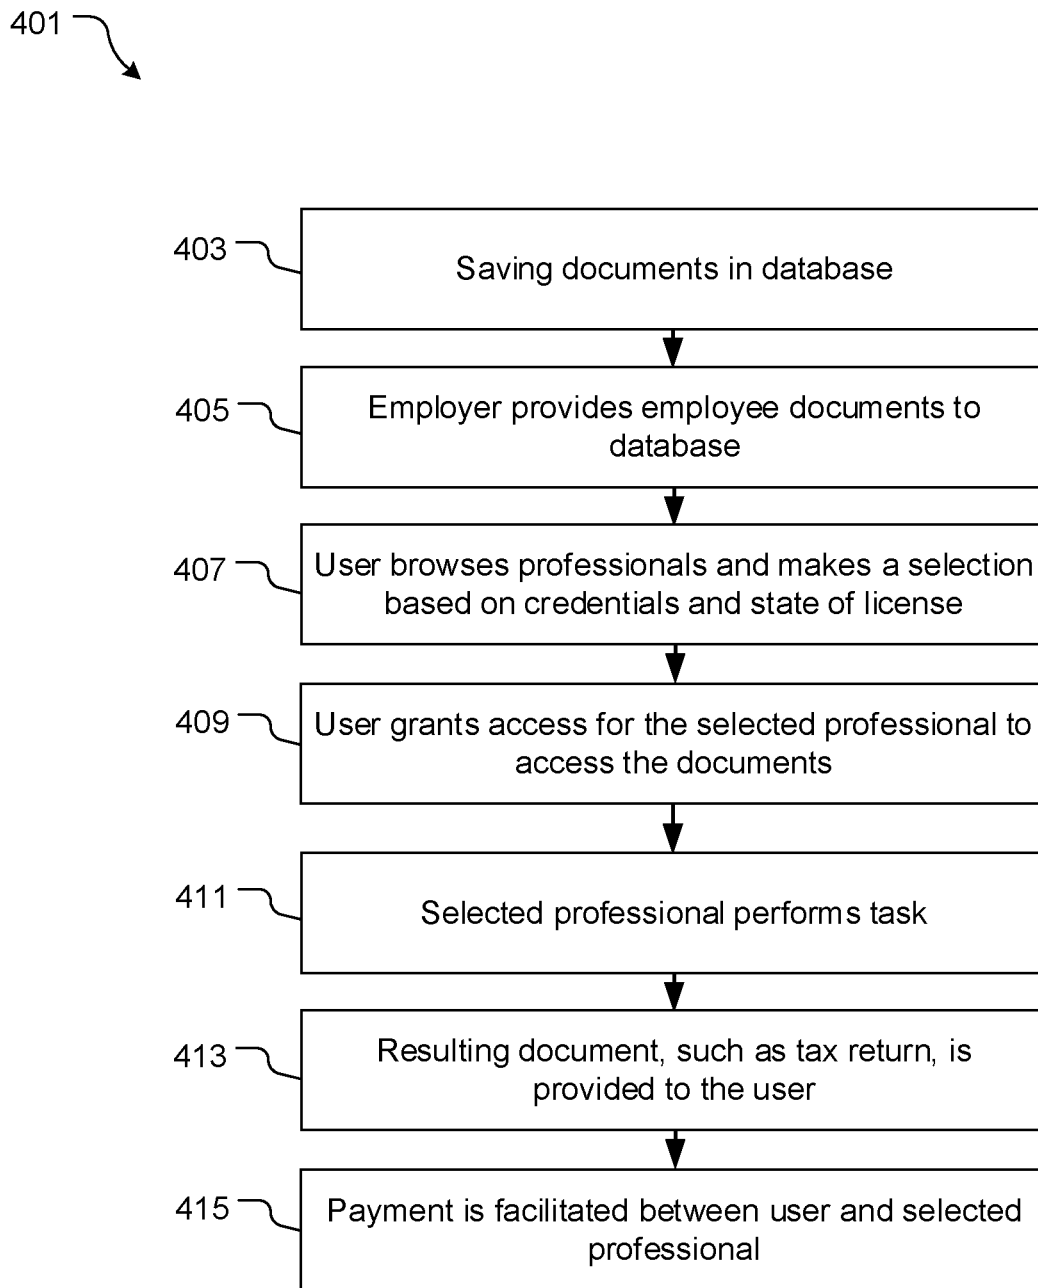 401
403
Saving documents in database
405
Employer provides employee documents to
database
407
User browses professionals and makes a selection
based on credentials and state of license
409
User grants access for the selected professional to
access the documents
411
Selected professional performs task
413
Resulting document, such as tax return, is
provided to the user
415
Payment is facilitated between user and selected
professional